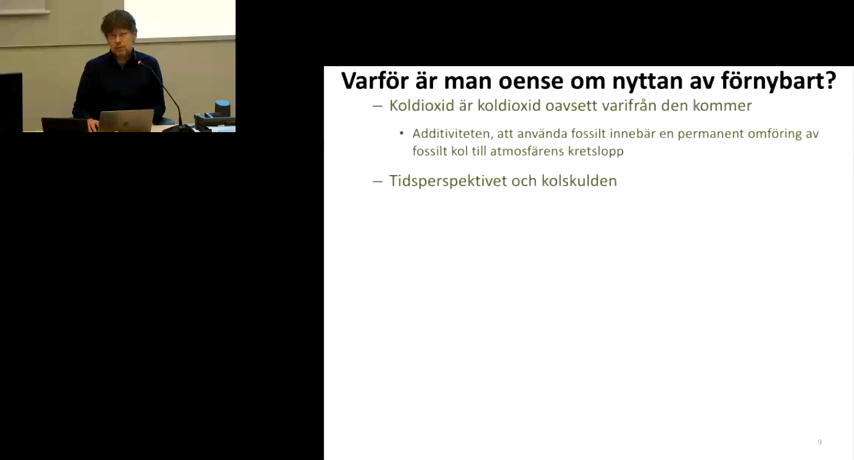 Varför är man oense om nyttan av förnybart?
– Koldioxid är koldioxid oavsett varifrån den kommer
• Additiviteten, att använda fossilt innebär en permanent omföring av
fossilt kol till atmosfärens kretslopp
– Tidsperspektivet och kolskulden
9